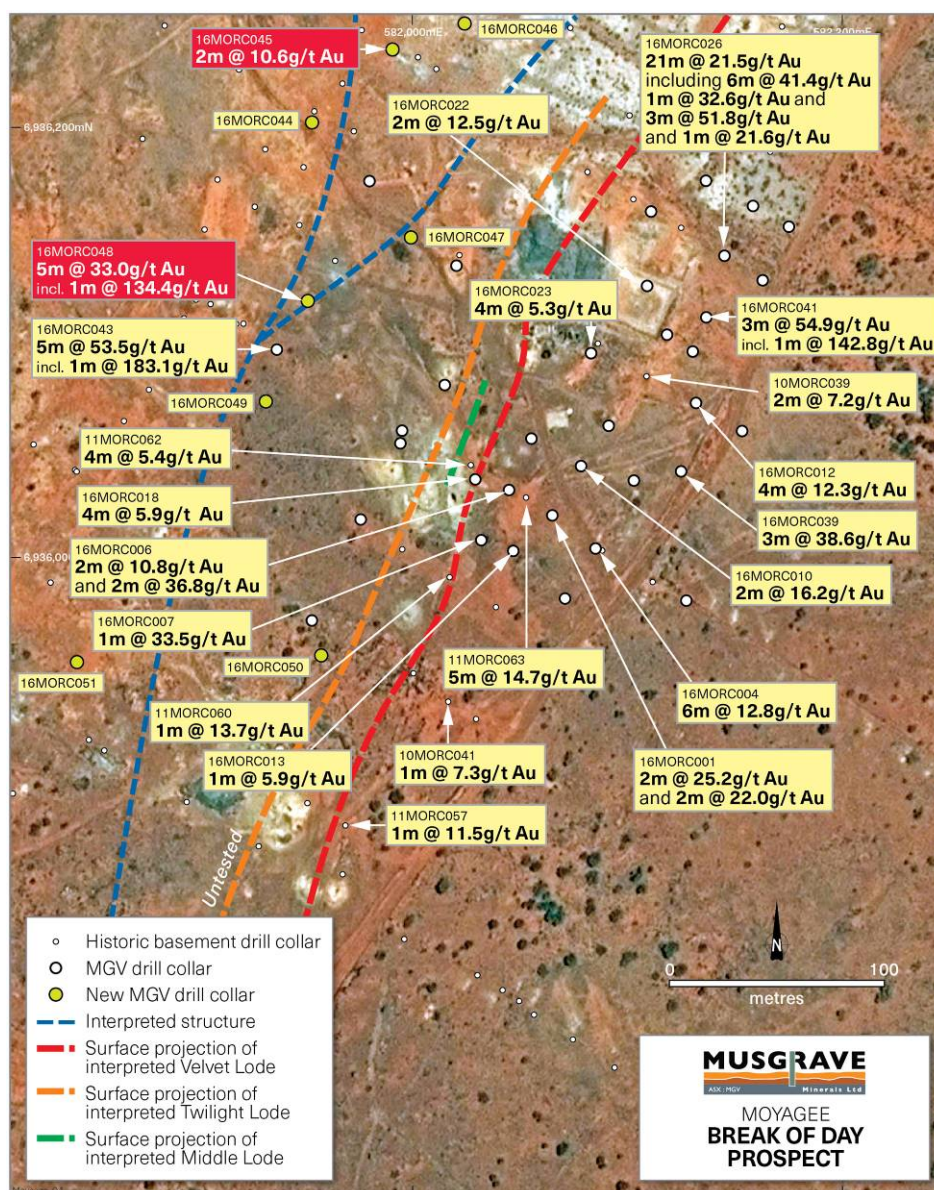 582,000mE
582,200mE
16MORC045
2m @ 10.6g/t Au
16MORC046
16MORC026
21m @ 21.5g/t Au
including 6m @ 41.4g/t Au
1m @ 32.6g/t Au and
3m @ 51.8g/t Au
and 1m @ 21.6g/t Au
16MORC022
2m @ 12.5g/t Au
16MORC044
6,936,200mN
16MORC047
16MORC048
5m @ 33.0g/t Au
incl. 1m @ 134.4g/t Au
16MORC023
4m @ 5.3g/t Au
16MORC041
3m @ 54.9g/t Au
incl. 1m @ 142.8g/t Au
16MORC043
5m @ 53.5g/t Au
incl. 1m @ 183.1g/t Au
10MORC039
2m @ 7.2g/t Au
16MORC049
11MORC062
4m @ 5.4g/t Au
16MORC012
4m @ 12.3g/t Au
16MORC018
4m @ 5.9g/t Au
16MORC039
3m @ 38.6g/t Au
16MORC006
2m @ 10.8g/t Au
and 2m @ 36.8g/t Au
6,936,000mN
16MORC010
2m @ 16.2g/t Au
16MORC007
1m @ 33.5g/t Au
16MORC051
16MORC050
11MORC063
5m @ 14.7g/t Au
16MORC004
6m @ 12.8g/t Au
11MORC060
1m @ 13.7g/t Au
16MORC013
1m @ 5.9g/t Au
10MORC041
1m @ 7.3g/t Au
16MORC001
2m @ 25.2g/t Au
and 2m @ 22.0g/t Au
11MORC057
1m @ 11.5g/t Au
Untested
Historic basement drill collar
MGV drill collar
New MGV drill collar
Interpreted structure
Surface projection of
interpreted Velvet Lode
Surface projection of
interpreted Twilight Lode
Surface projection of
interpreted Middle Lode
N
0 100
metres
MUSGRAVE
ASX : MGV Minerals Ltd
MOYAGEE
BREAK OF DAY
PROSPECT